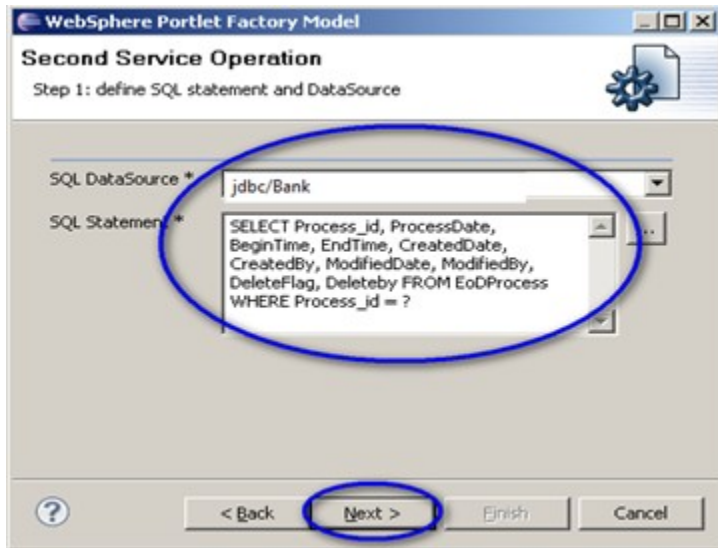 WebSphere Portlet Factory Model
Second Service Operation
Step 1: define SQL statement and DataSource
SQL DataSource *
jdbc/Bank
SQL Statement *
SELECT Process_id, ProcessDate,
BeginTime, EndTime, CreatedDate,
CreatedBy, ModifiedDate, ModifiedBy,
DeleteFlag, Deleteby FROM EoDProcess
WHERE Process_id = ?
...
?
< Back
Next >
Finish
Cancel